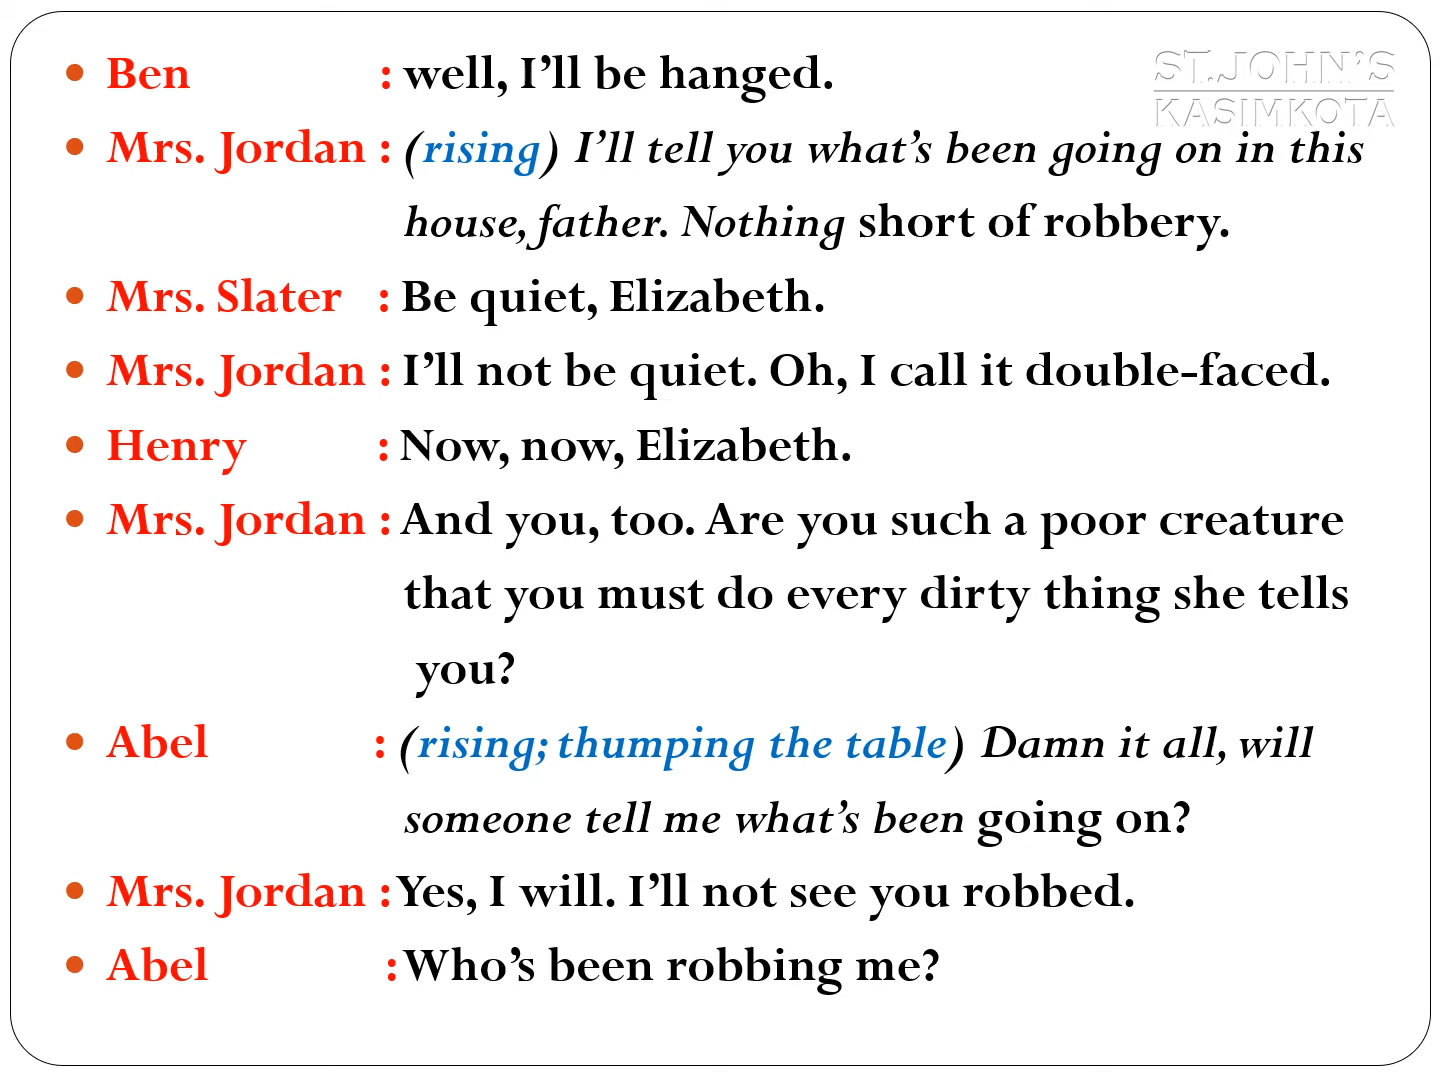 • Ben : well, I’ll be hanged.
ST.JOHN’S
KASIMKOTA
• Mrs. Jordan : (rising) I’ll tell you what’s been going on in this
house, father. Nothing short of robbery.
• Mrs. Slater : Be quiet, Elizabeth.
• Mrs. Jordan : I’ll not be quiet. Oh, I call it double-faced.
• Henry : Now, now, Elizabeth.
• Mrs. Jordan : And you, too. Are you such a poor creature
that you must do every dirty thing she tells
you?
• Abel : (rising; thumping the table) Damn it all, will
someone tell me what’s been going on?
• Mrs. Jordan : Yes, I will. I’ll not see you robbed.
• Abel : Who’s been robbing me?